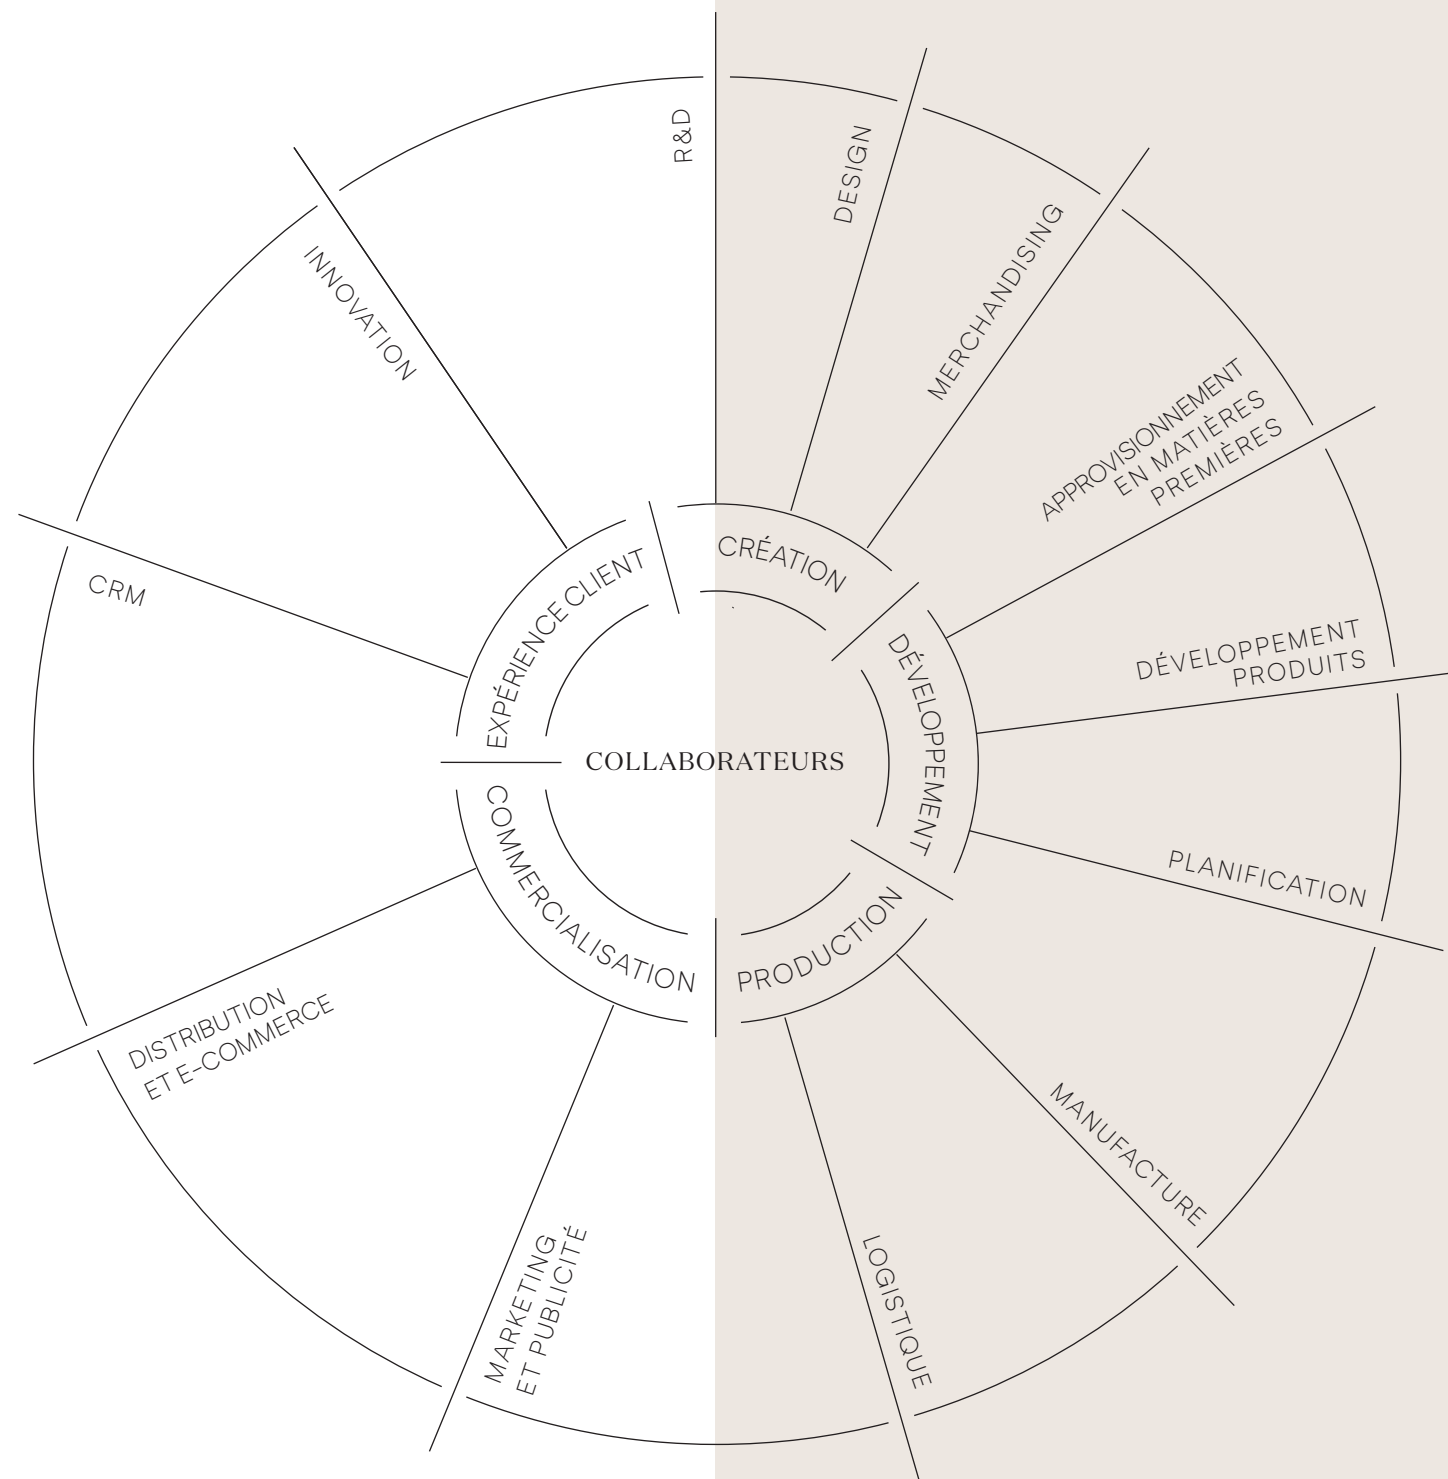 R&D
DESIGN
MERCHANDISING
APPROVISIONNEMENT
EN MATIÈRES
PREMIÈRES
DÉVELOPPEMENT
PRODUITS
PLANIFICATION
MANUFACTURE
LOGISTIQUE
MARKETING
ET PUBLICITÉ
DISTRIBUTION
ET E-COMMERCE
CRM
INNOVATION
CRÉATION
DÉVELOPPEMENT
PRODUCTION
COMMERCIALISATION
EXPÉRIENCE CLIENT
COLLABORATEURS